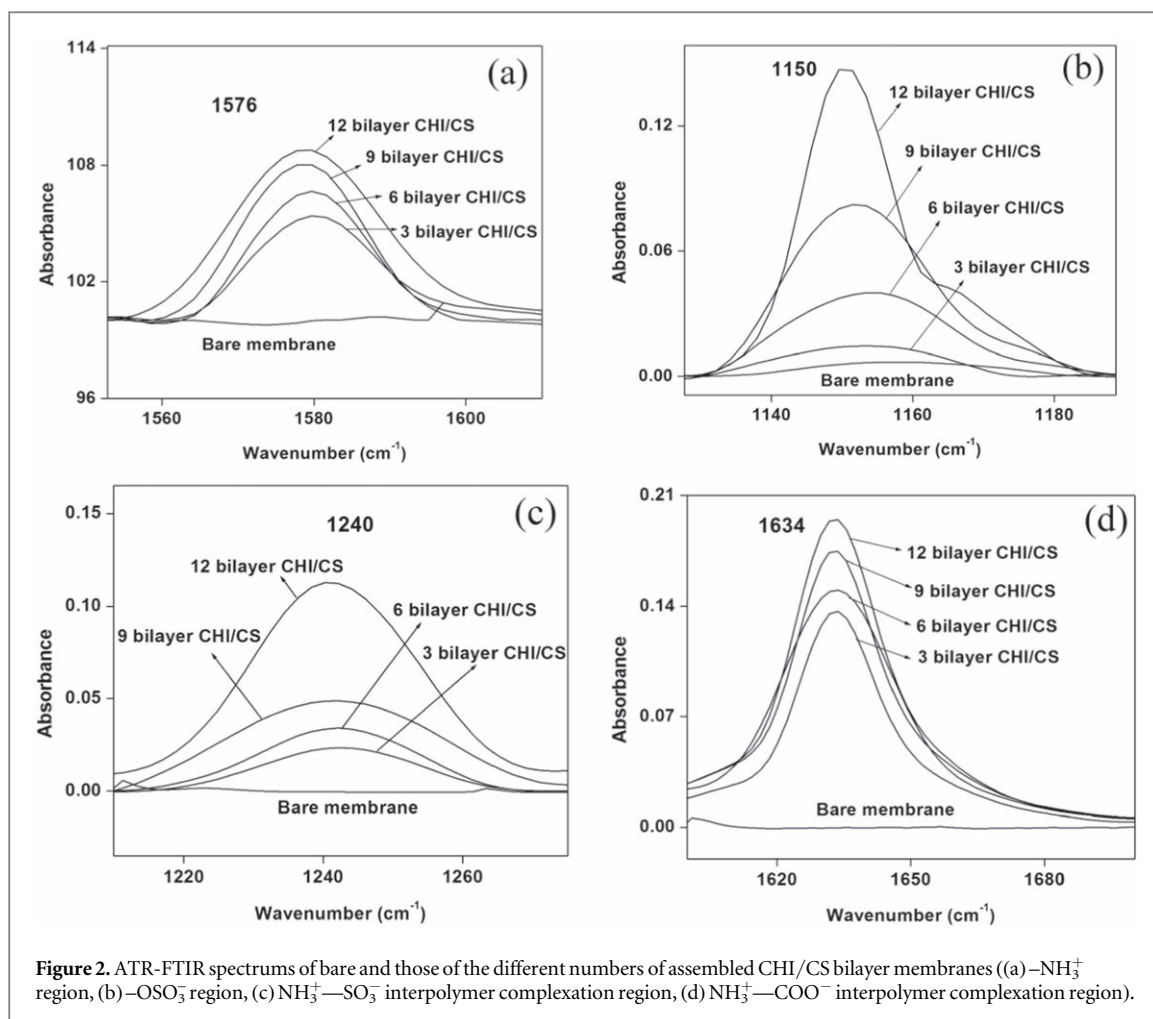 (a)
114
108
102
96
Absorbance
1576
12 bilayer CHI/CS
9 bilayer CHI/CS
6 bilayer CHI/CS
3 bilayer CHI/CS
Bare membrane
1560 1580 1600
Wavenumber (cm⁻¹)
(b)
0.12
0.06
0.00
Absorbance
1150
12 bilayer CHI/CS
9 bilayer CHI/CS
6 bilayer CHI/CS
3 bilayer CHI/CS
Bare membrane
1140 1160 1180
Wavenumber (cm⁻¹)
(c)
0.15
0.10
0.05
0.00
Absorbance
1240
12 bilayer CHI/CS
6 bilayer CHI/CS
9 bilayer CHI/CS
3 bilayer CHI/CS
Bare membrane
1220 1240 1260
Wavenumber (cm⁻¹)
(d)
0.21
0.14
0.07
0.00
Absorbance
1634
12 bilayer CHI/CS
9 bilayer CHI/CS
6 bilayer CHI/CS
3 bilayer CHI/CS
Bare membrane
1620 1650 1680
Wavenumber (cm⁻¹)
Figure 2. ATR-FTIR spectrums of bare and those of the different numbers of assembled CHI/CS bilayer membranes ((a) –NH₃⁺
region, (b) –OSO₃⁻ region, (c) NH₃⁺—SO₃⁻ interpolymer complexation region, (d) NH₃⁺—COO⁻ interpolymer complexation region).